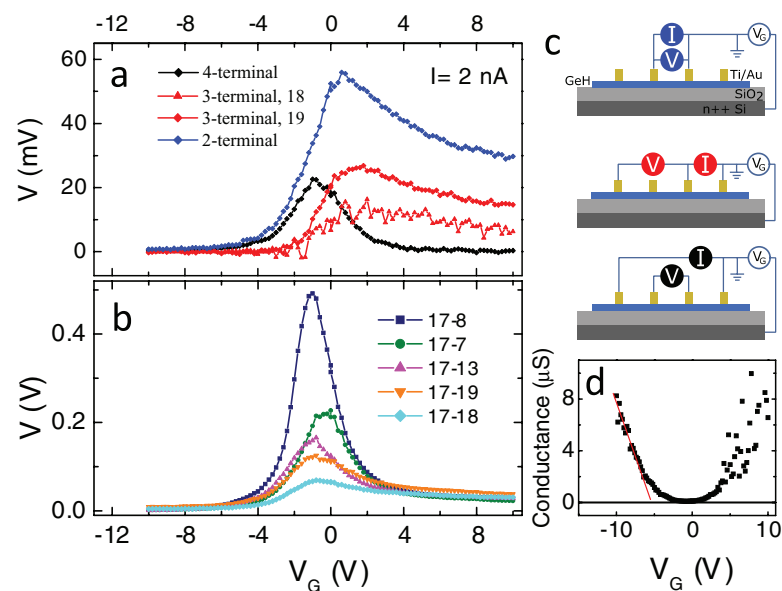 -12 -8 -4 0 4 8
a
60
40
20
0
V (mV)
4-terminal
3-terminal, 18
3-terminal, 19
2-terminal
I= 2 nA
b
0.4
0.2
0.0
V (V)
17-8
17-7
17-13
17-19
17-18
-12 -8 -4 0 4 8
V_G (V)
c
I
V
V_G
GeH
Ti/Au
SiO₂
n++ Si
V
I
V_G
I
V
V_G
d
Conductance (µS)
8
4
0
-10 0 10
V_G (V)